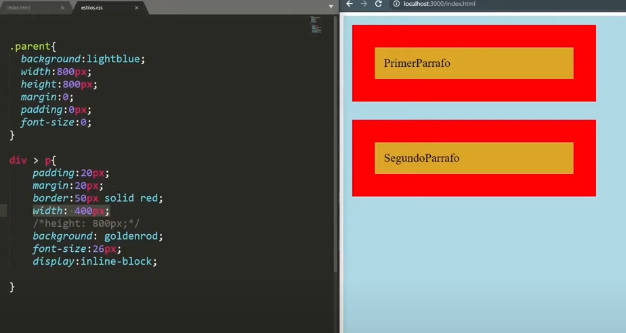 index.html
estilos.css
localhost:3000/index.html
.parent{
background:lightblue;
width:800px;
height:800px;
margin:0;
padding:0px;
font-size:0;
}
div > p{
padding:20px;
margin:20px;
border:50px solid red;
width: 400px;
/*height: 800px;*/
background: goldenrod;
font-size:26px;
display:inline-block;
}
PrimerParrafo
SegundoParrafo